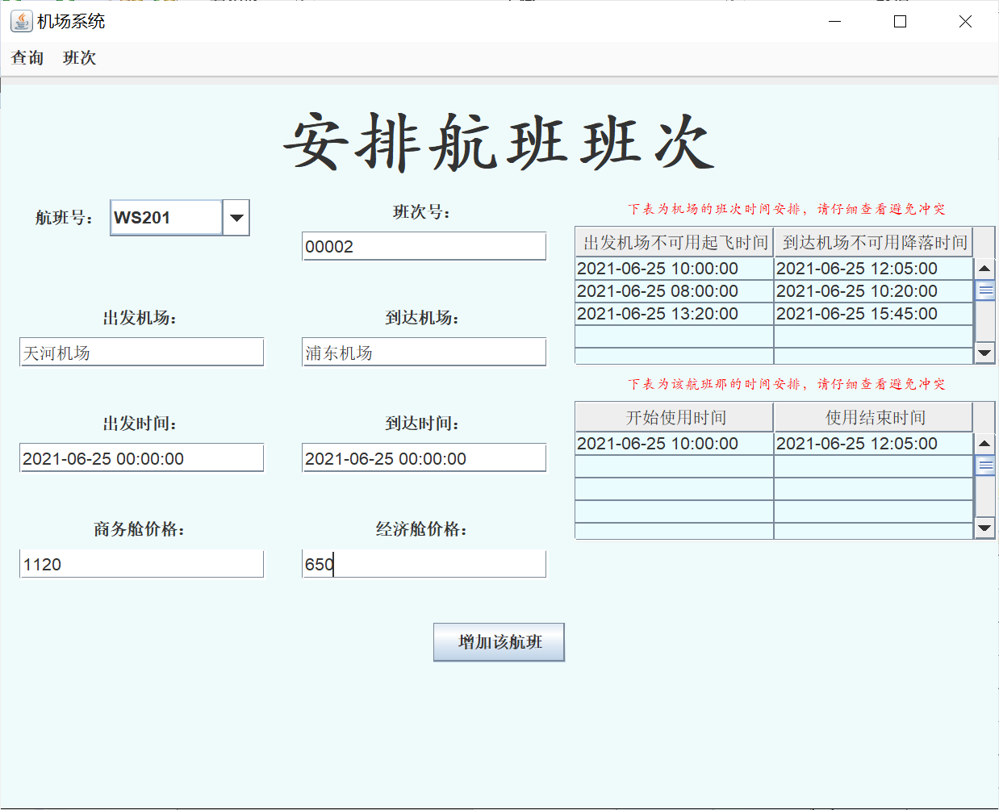 机场系统
查询 班次
安排航班班次
航班号： WS201
班次号：
00002
出发机场： 到达机场：
天河机场 浦东机场
出发时间： 到达时间：
2021-06-25 00:00:00 2021-06-25 00:00:00
商务舱价格： 经济舱价格：
1120 650
下表为机场的班次时间安排，请仔细查看避免冲突
出发机场不可用起飞时间 到达机场不可用降落时间
2021-06-25 10:00:00 2021-06-25 12:05:00
2021-06-25 08:00:00 2021-06-25 10:20:00
2021-06-25 13:20:00 2021-06-25 15:45:00
下表为该航班那的时间安排，请仔细查看避免冲突
开始使用时间 使用结束时间
2021-06-25 10:00:00 2021-06-25 12:05:00
增加该航班